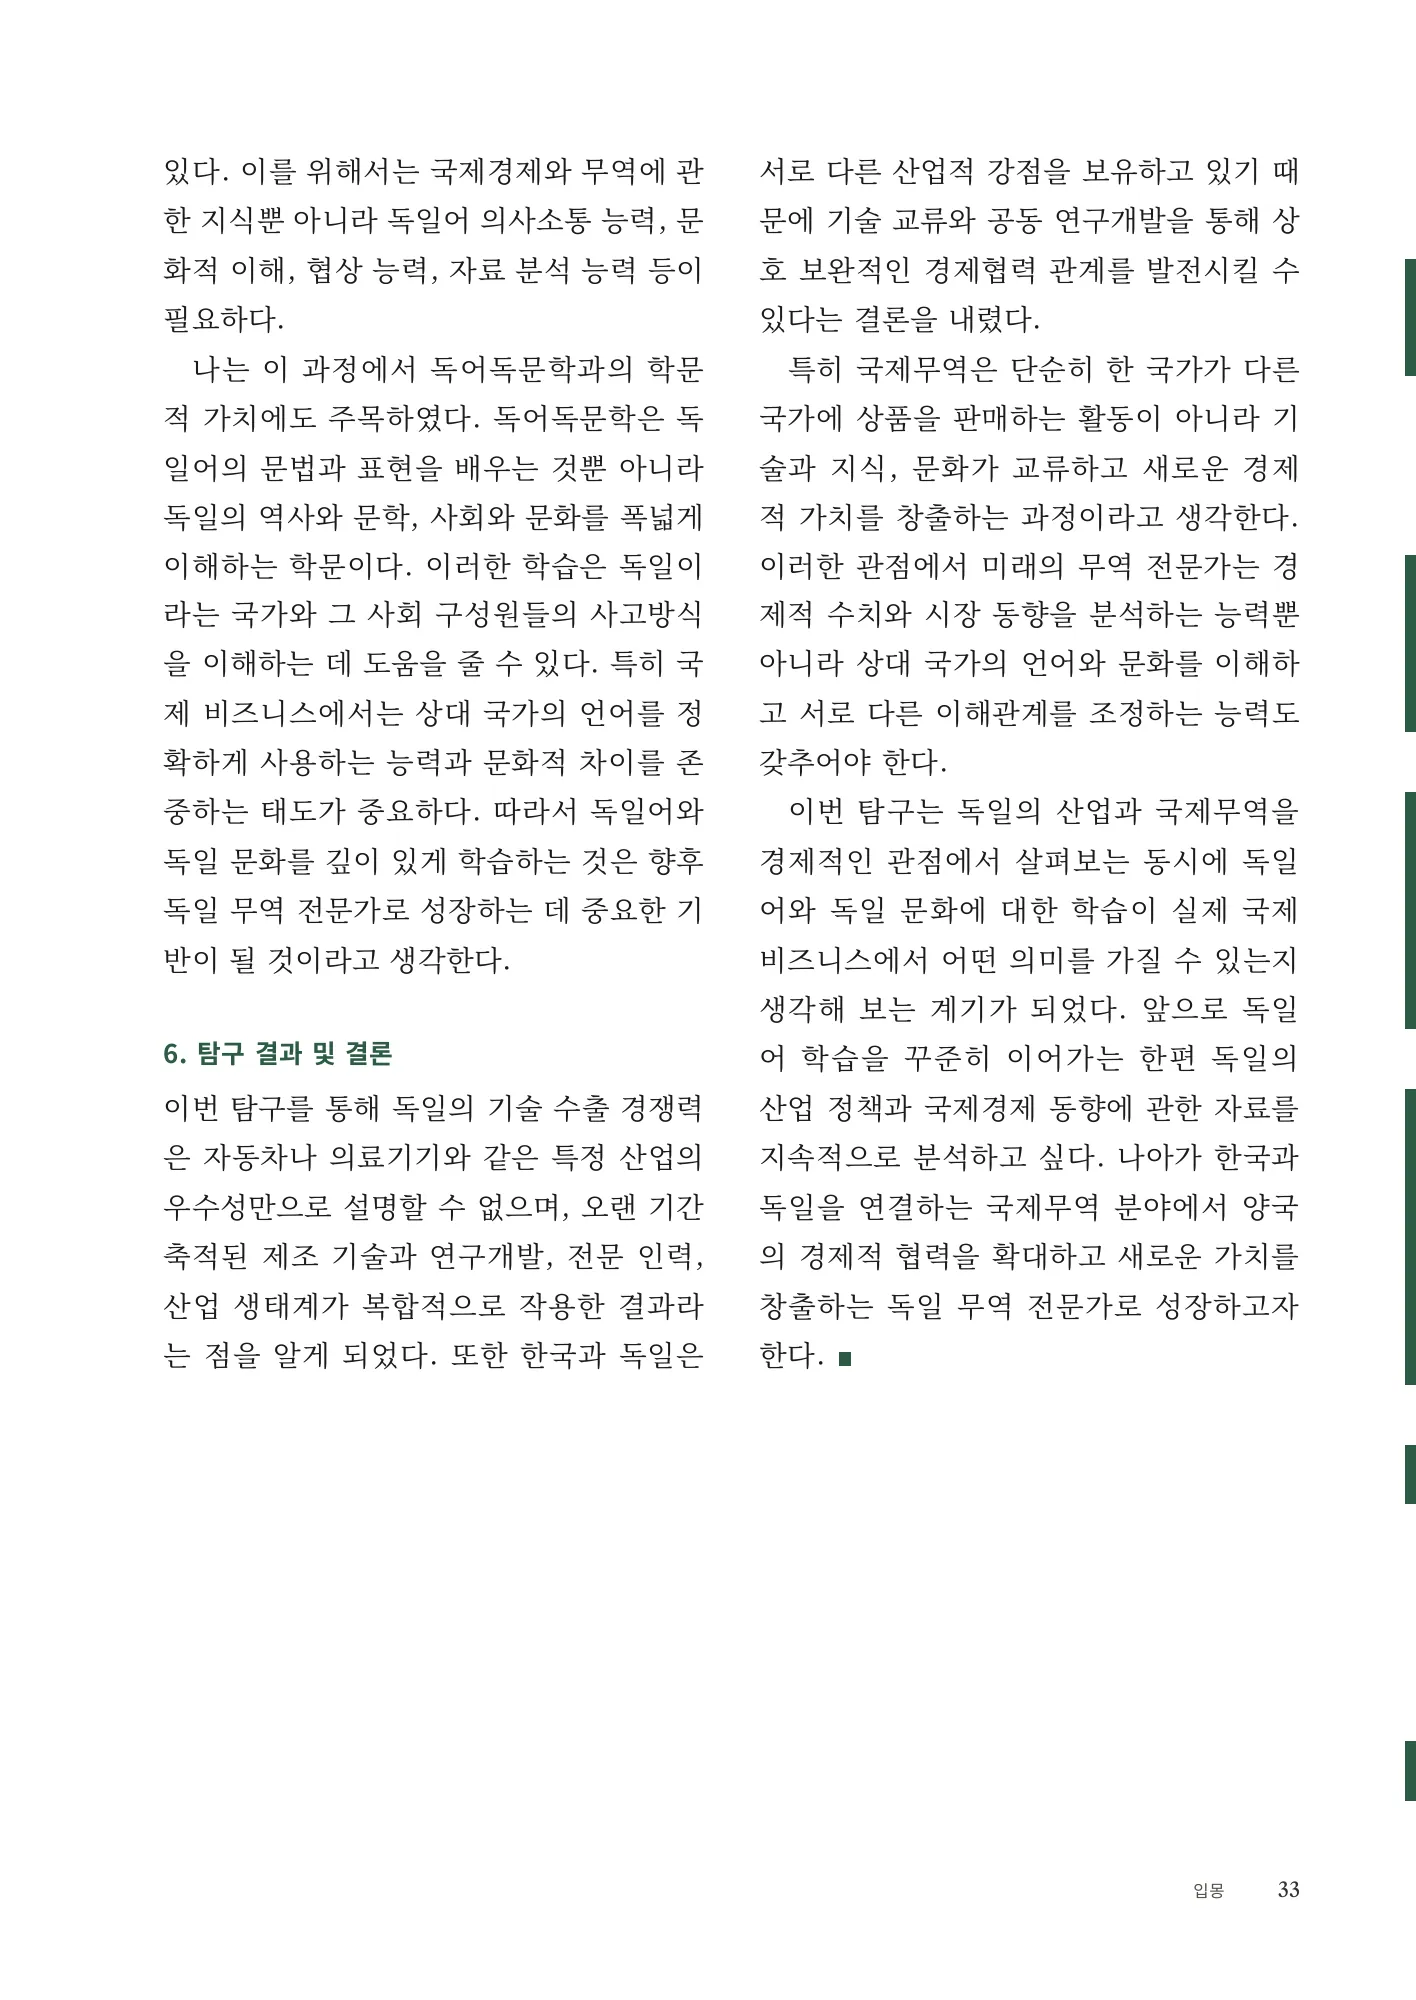 있다. 이를 위해서는 국제경제와 무역에 관
한 지식뿐 아니라 독일어 의사소통 능력, 문
화적 이해, 협상 능력, 자료 분석 능력 등이
필요하다.
나는 이 과정에서 독어독문학과의 학문
적 가치에도 주목하였다. 독어독문학은 독
일어의 문법과 표현을 배우는 것뿐 아니라
독일의 역사와 문학, 사회와 문화를 폭넓게
이해하는 학문이다. 이러한 학습은 독일이
라는 국가와 그 사회 구성원들의 사고방식
을 이해하는 데 도움을 줄 수 있다. 특히 국
제 비즈니스에서는 상대 국가의 언어를 정
확하게 사용하는 능력과 문화적 차이를 존
중하는 태도가 중요하다. 따라서 독일어와
독일 문화를 깊이 있게 학습하는 것은 향후
독일 무역 전문가로 성장하는 데 중요한 기
반이 될 것이라고 생각한다.
6. 탐구 결과 및 결론
이번 탐구를 통해 독일의 기술 수출 경쟁력
은 자동차나 의료기기와 같은 특정 산업의
우수성만으로 설명할 수 없으며, 오랜 기간
축적된 제조 기술과 연구개발, 전문 인력,
산업 생태계가 복합적으로 작용한 결과라
는 점을 알게 되었다. 또한 한국과 독일은
서로 다른 산업적 강점을 보유하고 있기 때
문에 기술 교류와 공동 연구개발을 통해 상
호 보완적인 경제협력 관계를 발전시킬 수
있다는 결론을 내렸다.
특히 국제무역은 단순히 한 국가가 다른
국가에 상품을 판매하는 활동이 아니라 기
술과 지식, 문화가 교류하고 새로운 경제
적 가치를 창출하는 과정이라고 생각한다.
이러한 관점에서 미래의 무역 전문가는 경
제적 수치와 시장 동향을 분석하는 능력뿐
아니라 상대 국가의 언어와 문화를 이해하
고 서로 다른 이해관계를 조정하는 능력도
갖추어야 한다.
이번 탐구는 독일의 산업과 국제무역을
경제적인 관점에서 살펴보는 동시에 독일
어와 독일 문화에 대한 학습이 실제 국제
비즈니스에서 어떤 의미를 가질 수 있는지
생각해 보는 계기가 되었다. 앞으로 독일
어 학습을 꾸준히 이어가는 한편 독일의
산업 정책과 국제경제 동향에 관한 자료를
지속적으로 분석하고 싶다. 나아가 한국과
독일을 연결하는 국제무역 분야에서 양국
의 경제적 협력을 확대하고 새로운 가치를
창출하는 독일 무역 전문가로 성장하고자
한다. ■
입몽 33